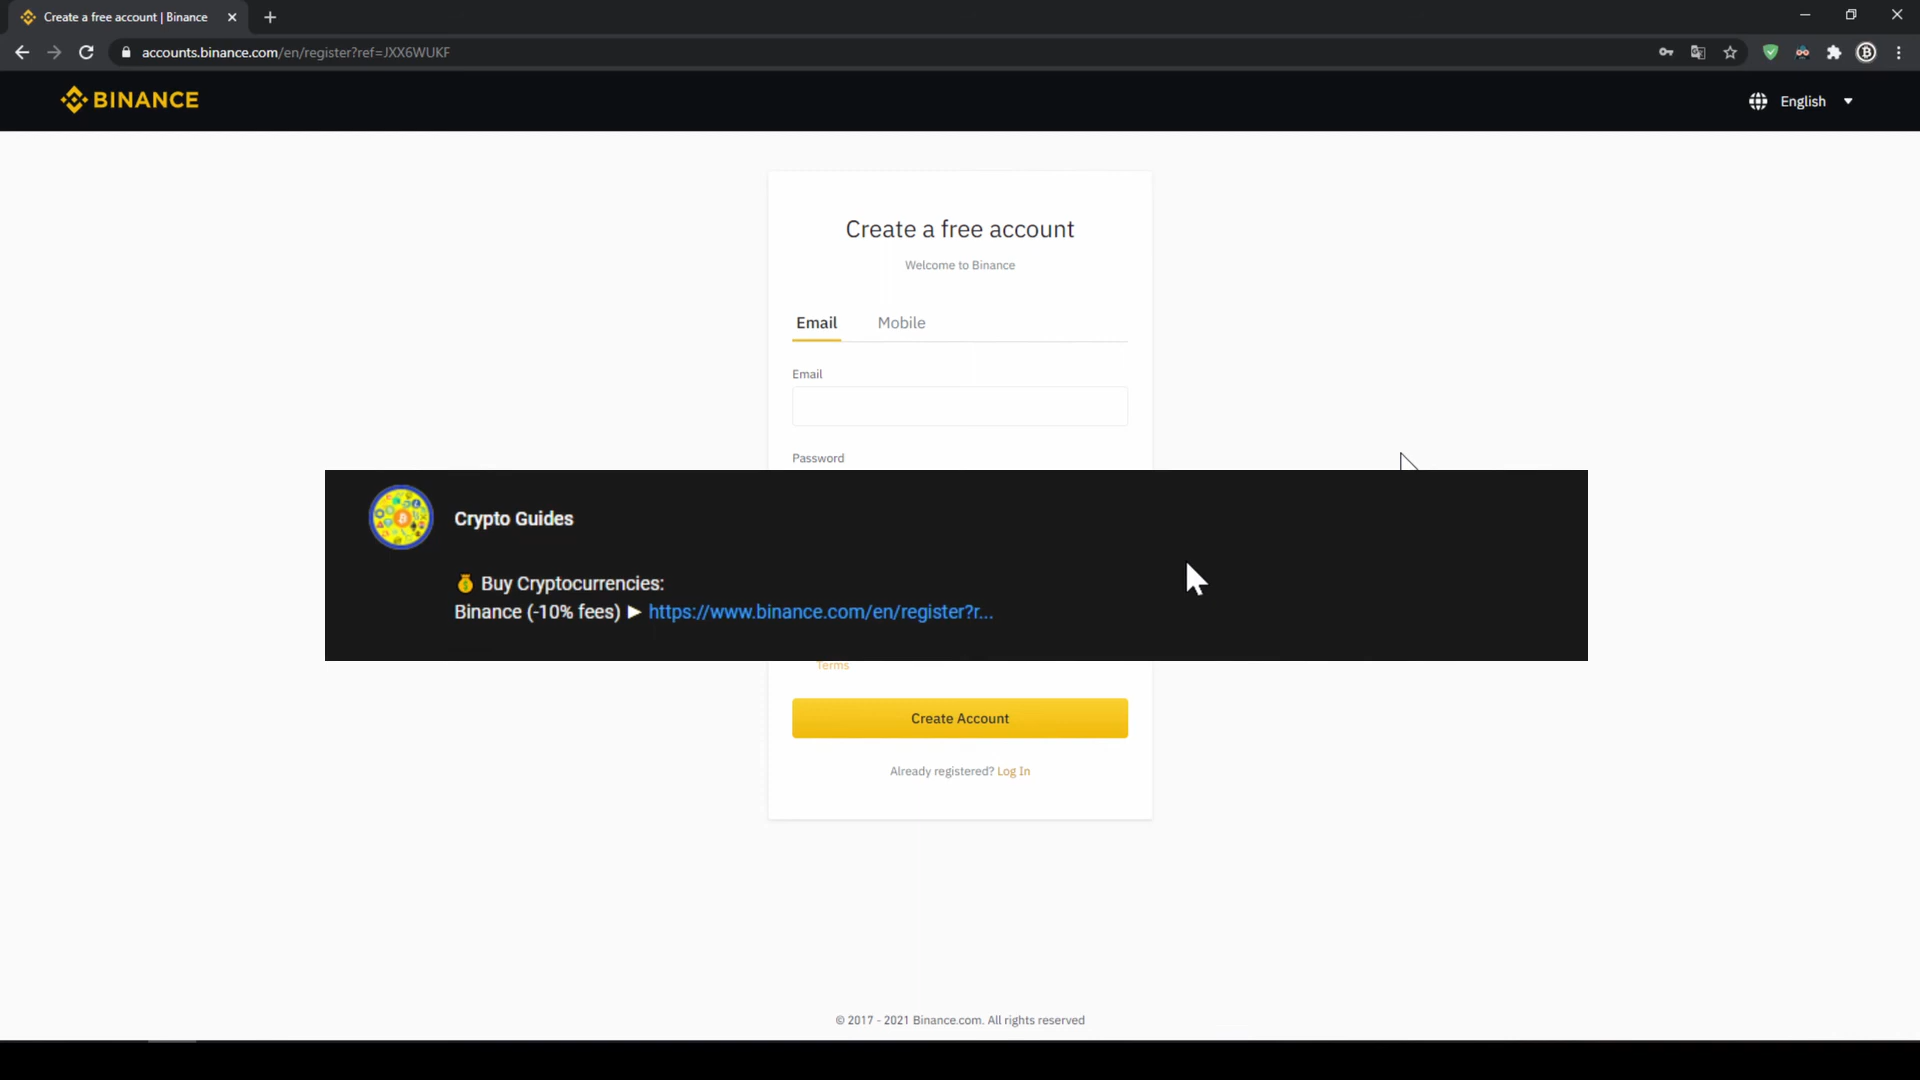 Create a free account | Binance
accounts.binance.com/en/register?ref=JXX6WUKF
BINANCE
English
Create a free account
Welcome to Binance
Email Mobile
Email
Password
Crypto Guides
💰 Buy Cryptocurrencies:
Binance (-10% fees) ► https://www.binance.com/en/register?r...
Terms
Create Account
Already registered? Log In
© 2017 - 2021 Binance.com. All rights reserved